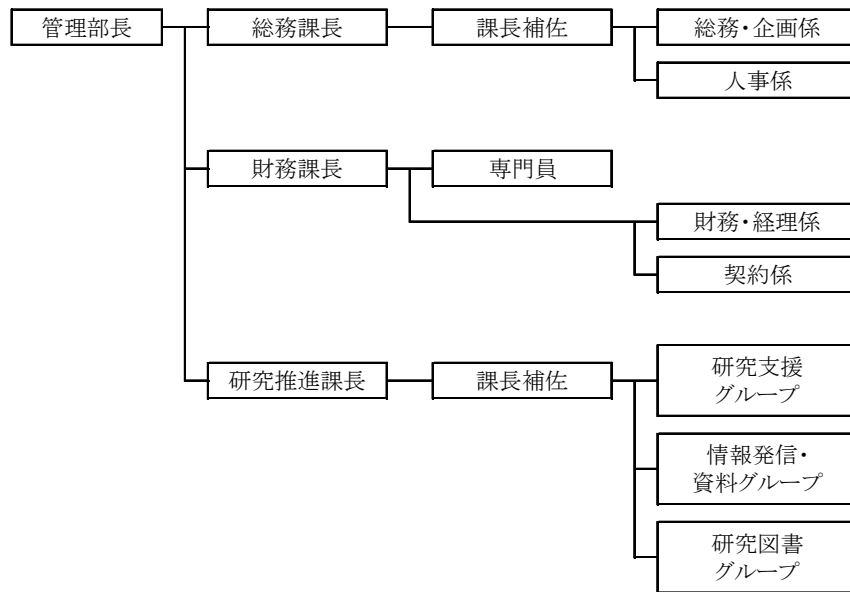 管理部長
総務課長
課長補佐
総務・企画係
人事係
財務課長
専門員
財務・経理係
契約係
研究推進課長
課長補佐
研究支援
グループ
情報発信・
資料グループ
研究図書
グループ